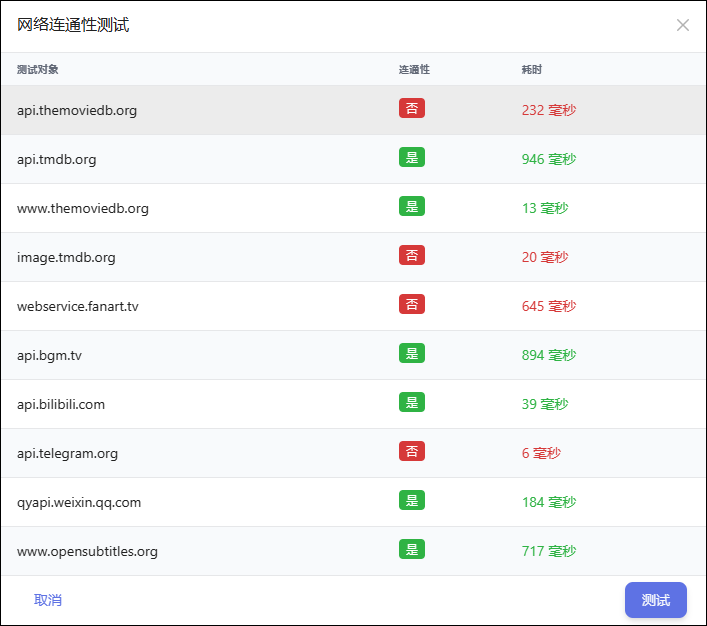 网络连通性测试
测试对象 连通性 耗时
api.themoviedb.org 否 232 毫秒
api.tmdb.org 是 946 毫秒
www.themoviedb.org 是 13 毫秒
image.tmdb.org 否 20 毫秒
webservice.fanart.tv 否 645 毫秒
api.bgm.tv 是 894 毫秒
api.bilibili.com 是 39 毫秒
api.telegram.org 否 6 毫秒
qyapi.weixin.qq.com 是 184 毫秒
www.opensubtitles.org 是 717 毫秒
取消 测试